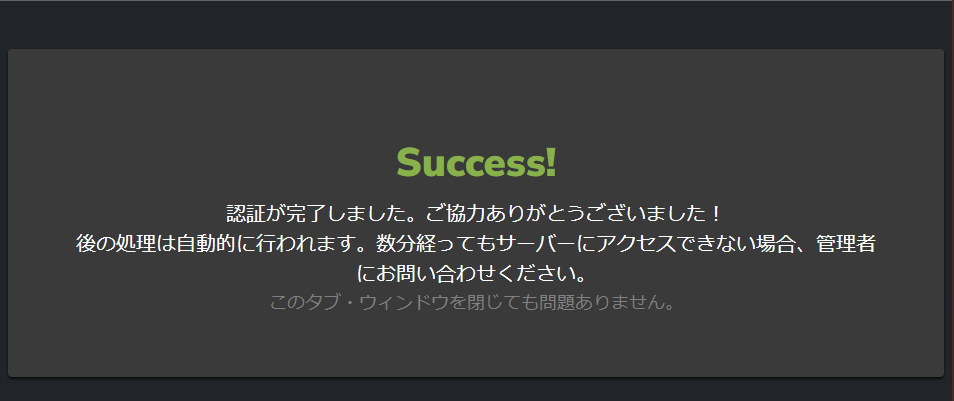 Success!
認証が完了しました。ご協力ありがとうございました！
後の処理は自動的に行われます。数分経ってもサーバーにアクセスできない場合、管理者
にお問い合わせください。
このタブ・ウィンドウを閉じても問題ありません。